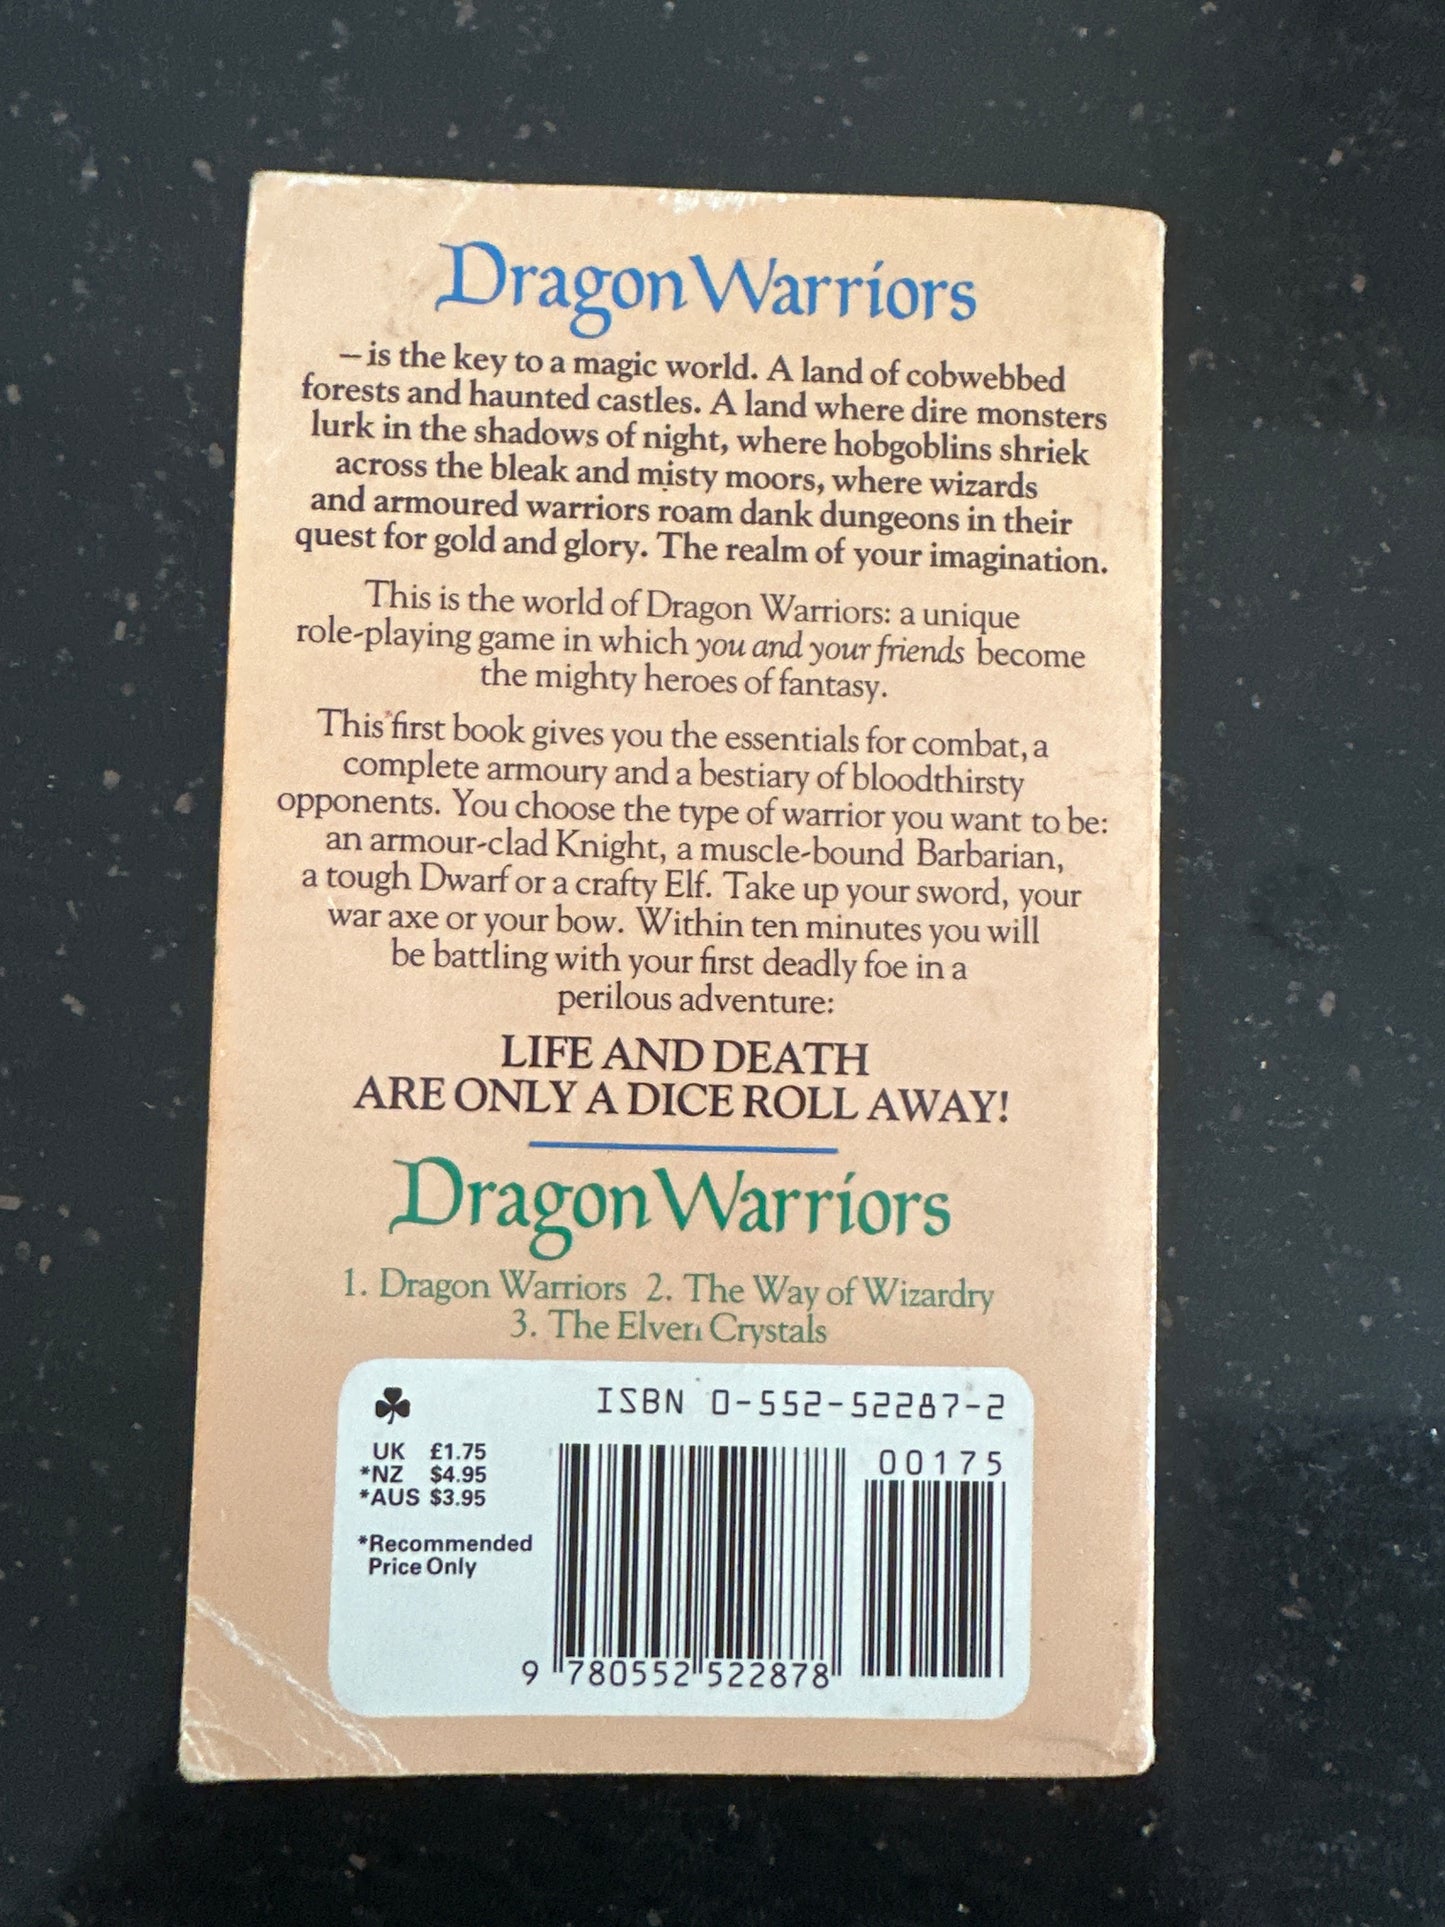 Dragon Warriors
– is the key to a magic world. A land of cobwebbed
forests and haunted castles. A land where dire monsters
lurk in the shadows of night, where hobgoblins shriek
across the bleak and misty moors, where wizards
and armoured warriors roam dank dungeons in their
quest for gold and glory. The realm of your imagination.
This is the world of Dragon Warriors: a unique
role-playing game in which you and your friends become
the mighty heroes of fantasy.
This first book gives you the essentials for combat, a
complete armoury and a bestiary of bloodthirsty
opponents. You choose the type of warrior you want to be:
an armour-clad Knight, a muscle-bound Barbarian,
a tough Dwarf or a crafty Elf. Take up your sword, your
war axe or your bow. Within ten minutes you will
be battling with your first deadly foe in a
perilous adventure:
LIFE AND DEATH
ARE ONLY A DICE ROLL AWAY!
Dragon Warriors
1. Dragon Warriors 2. The Way of Wizardry
3. The Elven Crystals
ISBN 0-552-52287-2
UK £1.75
*NZ $4.95
*AUS $3.95
*Recommended
Price Only
00175
9 780552 522878